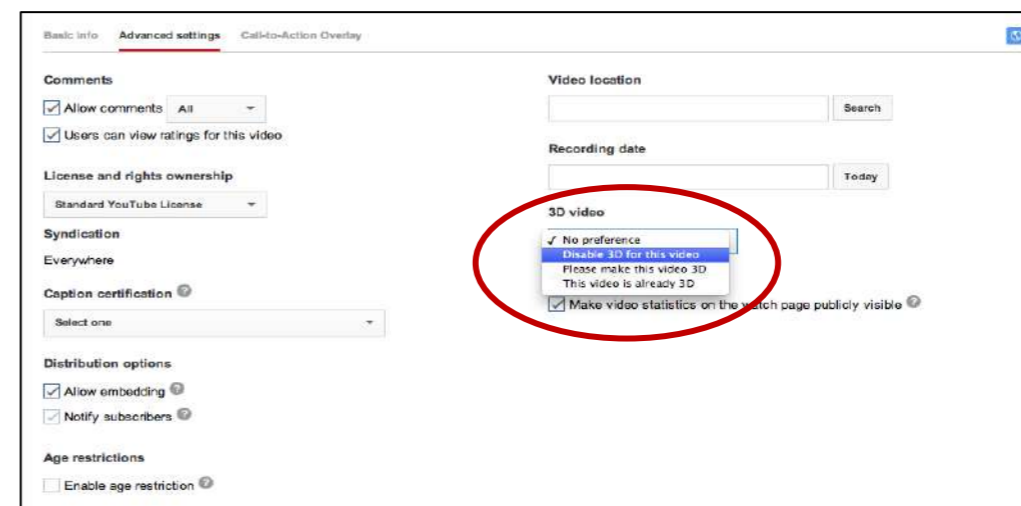 Basic info Advanced settings Call-to-Action Overlay
Comments
Allow comments All
Users can view ratings for this video
License and rights ownership
Standard YouTube License
Syndication
Everywhere
Caption certification ?
Select one
Distribution options
Allow embedding ?
Notify subscribers ?
Age restrictions
Enable age restriction ?
Video location
Search
Recording date
Today
3D video
No preference
Disable 3D for this video
Please make this video 3D
This video is already 3D
Make video statistics on the watch page publicly visible ?